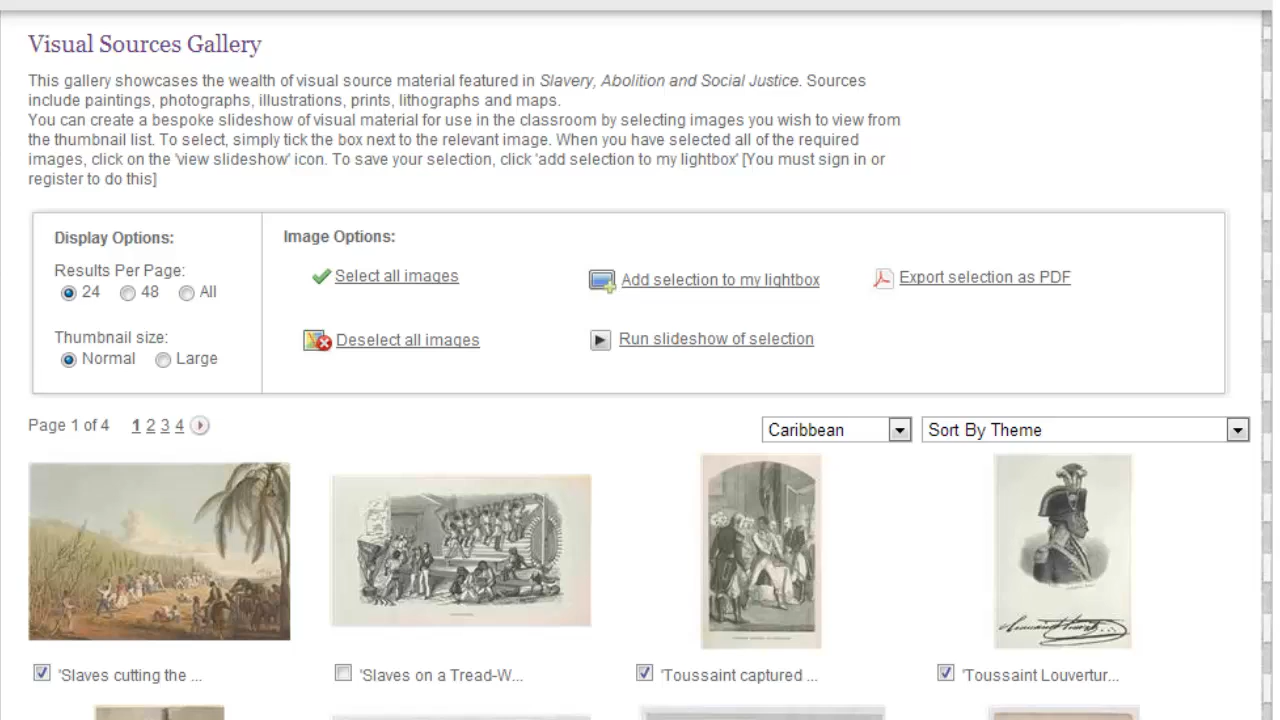 Visual Sources Gallery
This gallery showcases the wealth of visual source material featured in Slavery, Abolition and Social Justice. Sources
include paintings, photographs, illustrations, prints, lithographs and maps.
You can create a bespoke slideshow of visual material for use in the classroom by selecting images you wish to view from
the thumbnail list. To select, simply tick the box next to the relevant image. When you have selected all of the required
images, click on the 'view slideshow' icon. To save your selection, click 'add selection to my lightbox' [You must sign in or
register to do this]
Display Options:
Results Per Page:
24 48 All
Thumbnail size:
Normal Large
Image Options:
Select all images
Add selection to my lightbox
Export selection as PDF
Deselect all images
Run slideshow of selection
Page 1 of 4 1 2 3 4
Caribbean
Sort By Theme
'Slaves cutting the ...
'Slaves on a Tread-W...
'Toussaint captured ...
'Toussaint Louvertur...